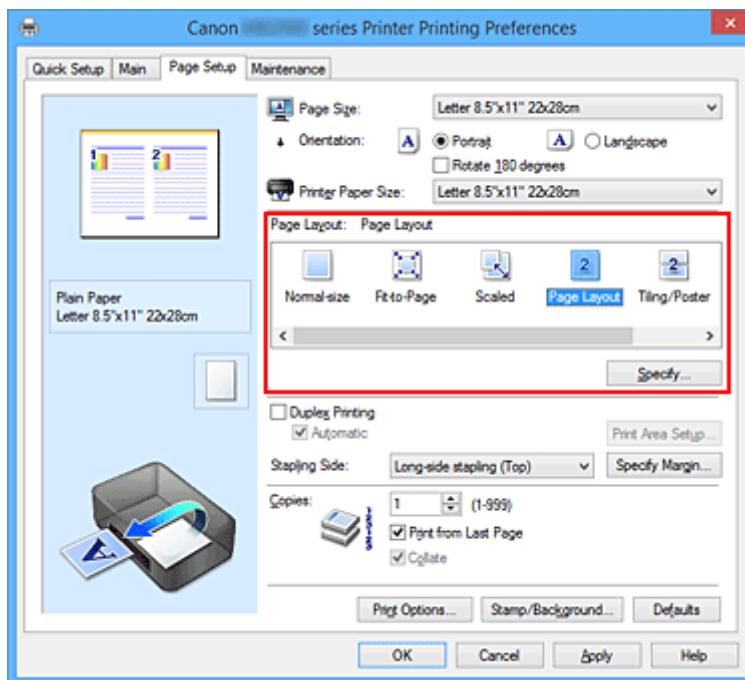 Canon series Printer Printing Preferences
Quick Setup Main Page Setup Maintenance
Page Size: Letter 8.5"x11" 22x28cm
Orientation: A Portrait A Landscape
Rotate 180 degrees
Printer Paper Size: Letter 8.5"x11" 22x28cm
1 2
Page Layout: Page Layout
2 2
Normal-size Fit-to-Page Scaled Page Layout Tiling/Poster
Specify...
Plain Paper
Letter 8.5"x11" 22x28cm
Duplex Printing
Automatic
Print Area Setup...
Stapling Side: Long-side stapling (Top) Specify Margin...
Copies: 1 (1-999)
Print from Last Page
Collate
A
Print Options... Stamp/Background... Defaults
OK Cancel Apply Help